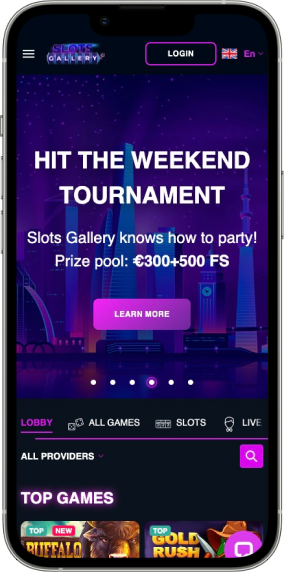 SLOTS
GALLERY
LOGIN
En
HIT THE WEEKEND
TOURNAMENT
Slots Gallery knows how to party!
Prize pool: €300+500 FS
LEARN MORE
LOBBY
ALL GAMES
SLOTS
LIVE
ALL PROVIDERS
TOP GAMES
TOP NEW
BUFFALO
TOP
GOLD
RUSH